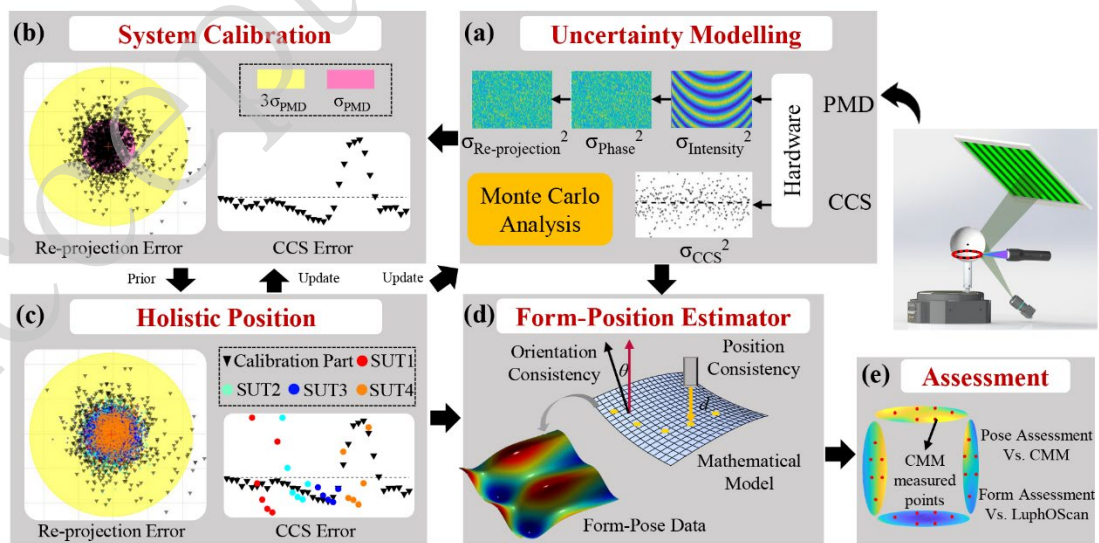 (b) System Calibration
3σPMD σPMD
Re-projection Error
CCS Error
(a) Uncertainty Modelling
σRe-projection² σPhase² σIntensity²
Hardware
PMD
CCS
Monte Carlo
Analysis
σCCS²
Prior
Update
Update
(c) Holistic Position
Calibration Part SUT1
SUT2 SUT3 SUT4
Re-projection Error
CCS Error
(d) Form-Position Estimator
Orientation
Consistency
θ
Position
Consistency
d
Mathematical
Model
Form-Pose Data
(e) Assessment
Pose Assessment
Vs. CMM
CMM
measured
points
Form Assessment
Vs. LuphOScan